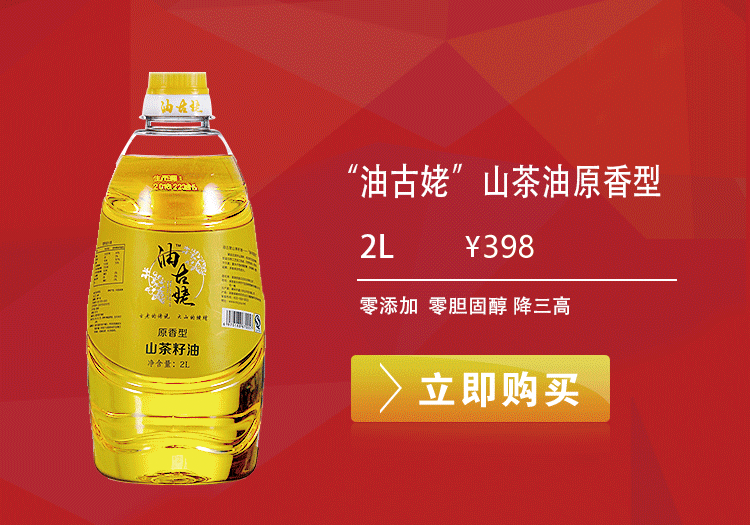 油古姥
“油古姥”山茶油原香型
2L ¥398
零添加 零胆固醇 降三高
立即购买
油古姥
原香型
山茶籽油
净含量：2L